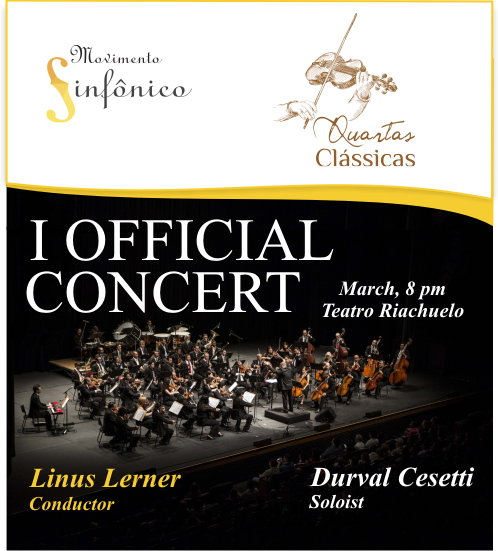 Movimento
Sinfônico
Quartas
Clássicas
I OFFICIAL
CONCERT
March, 8 pm
Teatro Riachuelo
Linus Lerner
Conductor
Durval Cesetti
Soloist